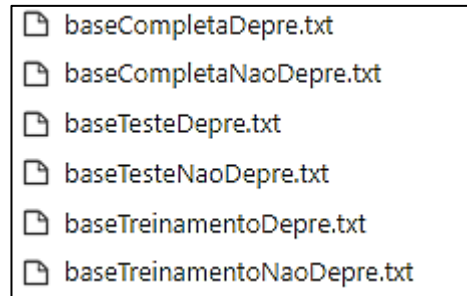 baseCompletaDepre.txt
baseCompletaNaoDepre.txt
baseTesteDepre.txt
baseTesteNaoDepre.txt
baseTreinamentoDepre.txt
baseTreinamentoNaoDepre.txt